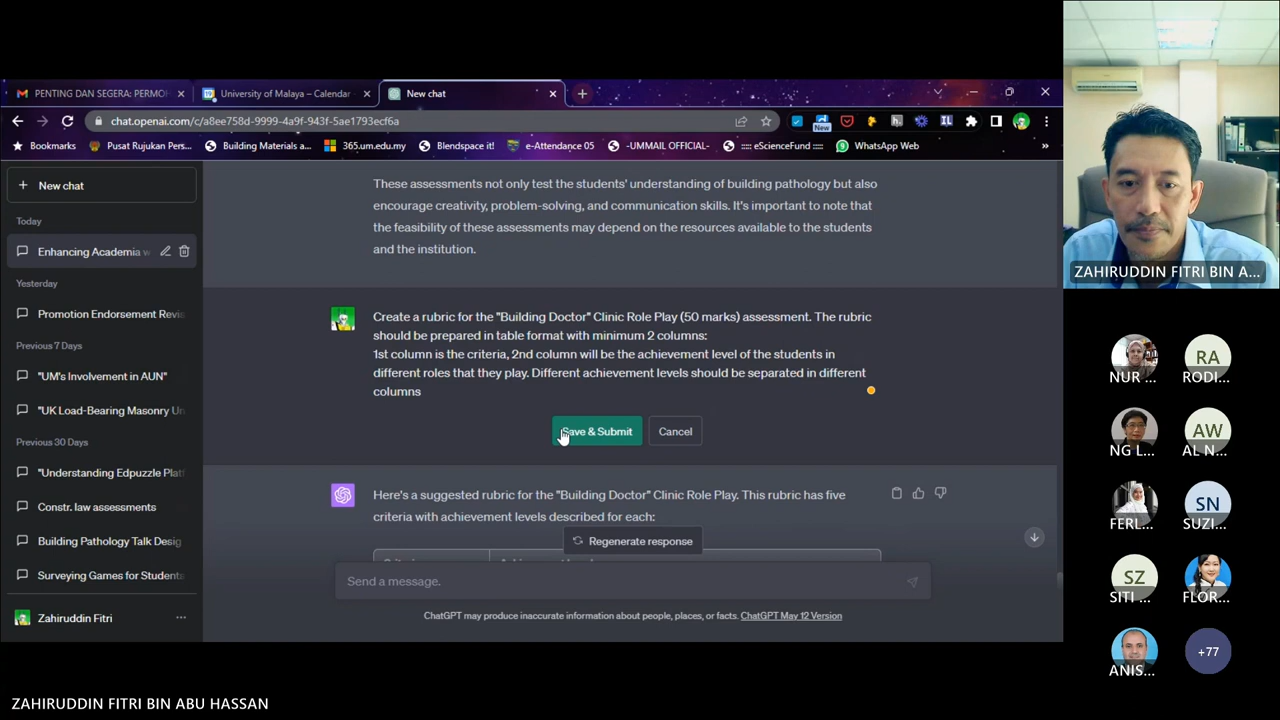 PENTING DAN SEGERA: PERMOH
University of Malaya - Calendar
New chat
chat.openai.com/c/a8ee758d-9999-4a9f-943f-5ae1793ecf6a
New
Bookmarks
Pusat Rujukan Pers...
Building Materials a...
365.um.edu.my
Blendspace it!
e-Attendance 05
-UMMAIL OFFICIAL-
::::: eScienceFund :::::
WhatsApp Web
»
+ New chat
Today
Enhancing Academia w
Yesterday
Promotion Endorsement Revi
Previous 7 Days
"UM's Involvement in AUN"
"UK Load-Bearing Masonry Un
Previous 30 Days
"Understanding Edpuzzle Plat
Constr. law assessments
Building Pathology Talk Desig
Surveying Games for Students
Zahiruddin Fitri
...
These assessments not only test the students' understanding of building pathology but also
encourage creativity, problem-solving, and communication skills. It's important to note that
the feasibility of these assessments may depend on the resources available to the students
and the institution.
Create a rubric for the "Building Doctor" Clinic Role Play (50 marks) assessment. The rubric
should be prepared in table format with minimum 2 columns:
1st column is the criteria, 2nd column will be the achievement level of the students in
different roles that they play. Different achievement levels should be separated in different
columns
Save & Submit
Cancel
Here's a suggested rubric for the "Building Doctor" Clinic Role Play. This rubric has five
criteria with achievement levels described for each:
Regenerate response
Send a message.
ChatGPT may produce inaccurate information about people, places, or facts. ChatGPT May 12 Version
ZAHIRUDDIN FITRI BIN A...
NUR ...
RA
RODI...
NG L...
AW
AL N...
FERL...
SN
SUZI...
SZ
SITI ...
FLOR...
ANIS...
+77
ZAHIRUDDIN FITRI BIN ABU HASSAN